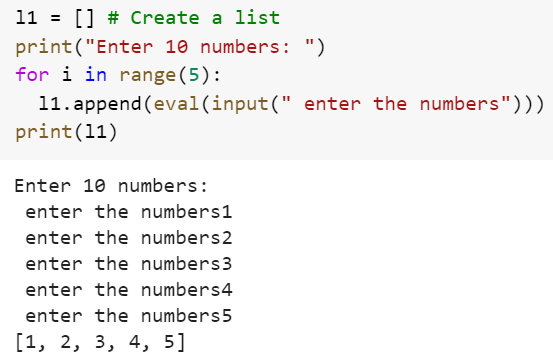 l1 = [] # Create a list
print("Enter 10 numbers: ")
for i in range(5):
  l1.append(eval(input(" enter the numbers")))
print(l1)
Enter 10 numbers:
 enter the numbers1
 enter the numbers2
 enter the numbers3
 enter the numbers4
 enter the numbers5
[1, 2, 3, 4, 5]